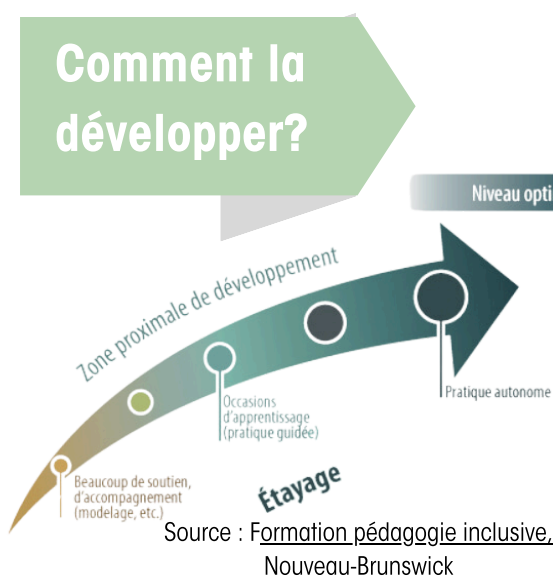 Comment la
développer?
Niveau opti
Zone proximale de développement
Pratique autonome
Occasions
d'apprentissage
(pratique guidée)
Beaucoup de soutien,
d'accompagnement
(modelage, etc.)
Étayage
Source : Formation pédagogie inclusive,
Nouveau-Brunswick